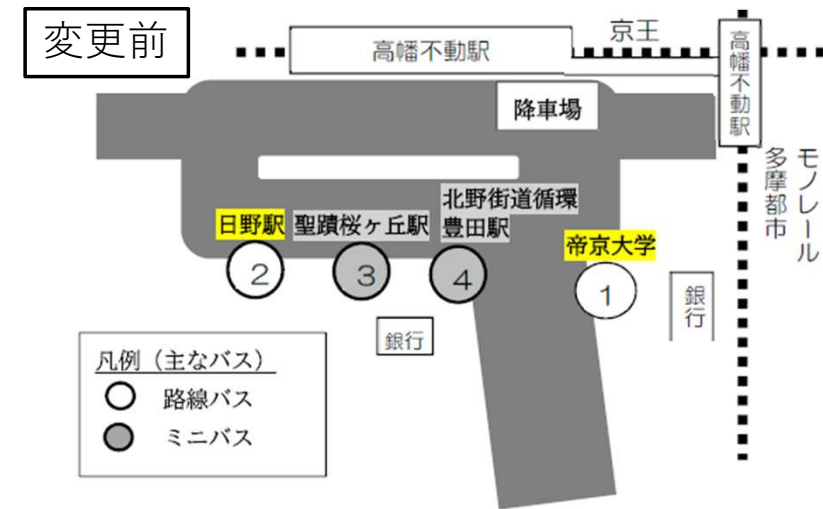 変更前
京王
高幡不動駅
高幡不動駅
降車場
多摩都市
モノレール
北野街道循環
日野駅
聖蹟桜ヶ丘駅
豊田駅
帝京大学
2
3
4
1
銀行
銀行
凡例（主なバス）
路線バス
ミニバス